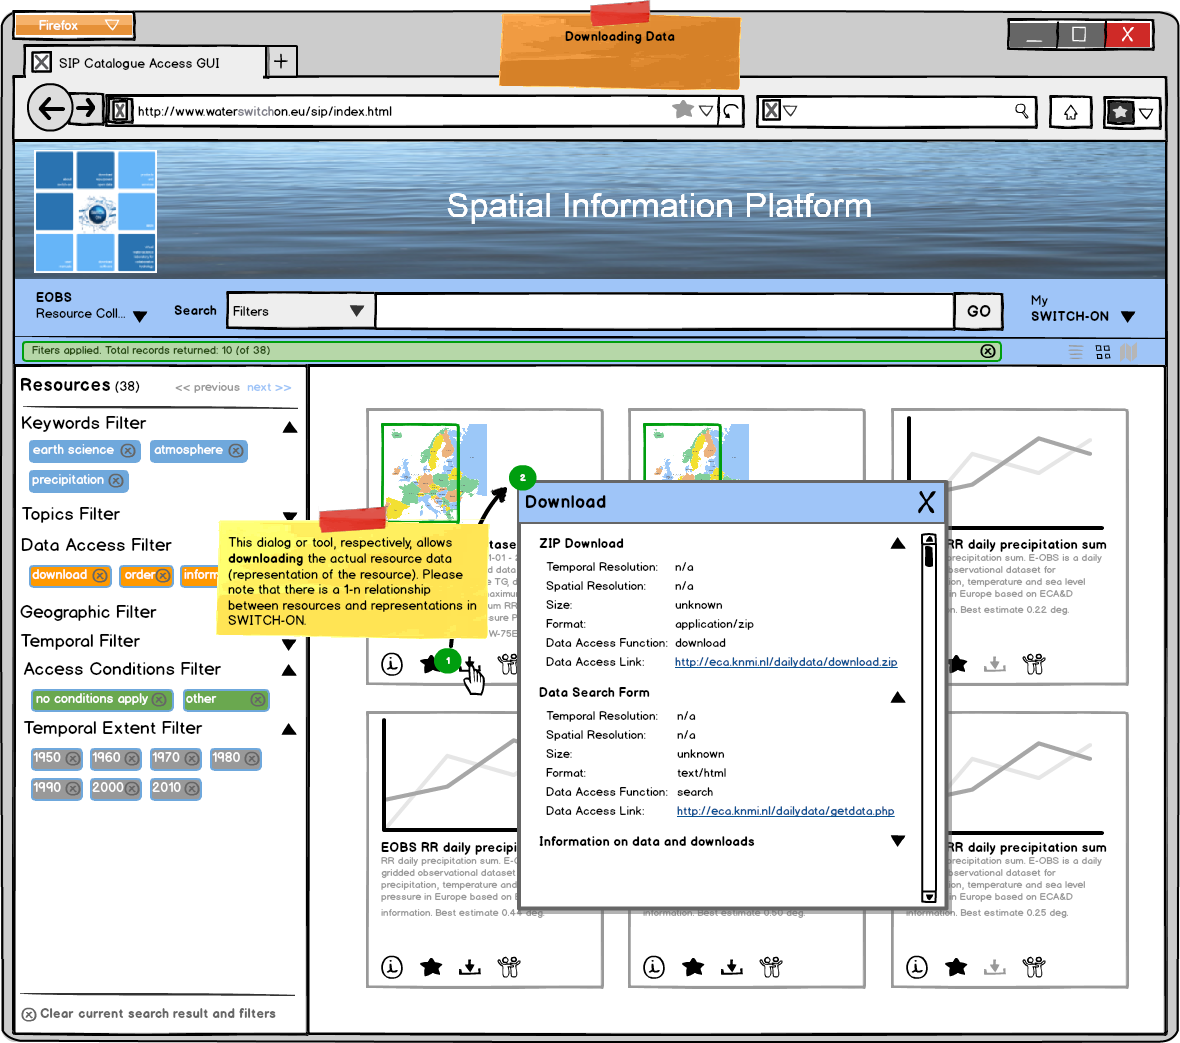 Firefox
Downloading Data
SIP Catalogue Access GUI
http://www.waterswitchon.eu/sip/index.html
Spatial Information Platform
EOBS
Resource Coll...
Search
Filters
GO
My
SWITCH-ON
Fiters applied. Total records returned: 10 (of 38)
Resources (38)
<< previous next >>
Keywords Filter
earth science
atmosphere
precipitation
Topics Filter
Data Access Filter
download
order
inform
Geographic Filter
Temporal Filter
Access Conditions Filter
no conditions apply
other
Temporal Extent Filter
1950
1960
1970
1980
1990
2000
2010
Clear current search result and filters
This dialog or tool, respectively, allows
downloading the actual resource data
(representation of the resource). Please
note that there is a 1-n relationship
between resources and representations in
SWITCH-ON.
1
2
Download
ZIP Download
Temporal Resolution: n/a
Spatial Resolution: n/a
Size: unknown
Format: application/zip
Data Access Function: download
Data Access Link: http://eca.knmi.nl/dailydata/download.zip
Data Search Form
Temporal Resolution: n/a
Spatial Resolution: n/a
Size: unknown
Format: text/html
Data Access Function: search
Data Access Link: http://eca.knmi.nl/dailydata/getdata.php
Information on data and downloads
RR daily precipitation sum
precipitation sum. E-OBS is a daily
observational dataset for
temperature and sea level
in Europe based on ECA&D
information. Best estimate 0.22 deg.
EOBS RR daily precipi
RR daily precipitation sum. E-O
gridded observational dataset
precipitation, temperature and
pressure in Europe based on
information. Best estimate 0.44 deg.
information. Best estimate 0.50 deg.
RR daily precipitation sum
precipitation sum. E-OBS is a daily
observational dataset for
temperature and sea level
in Europe based on ECA&D
information. Best estimate 0.25 deg.